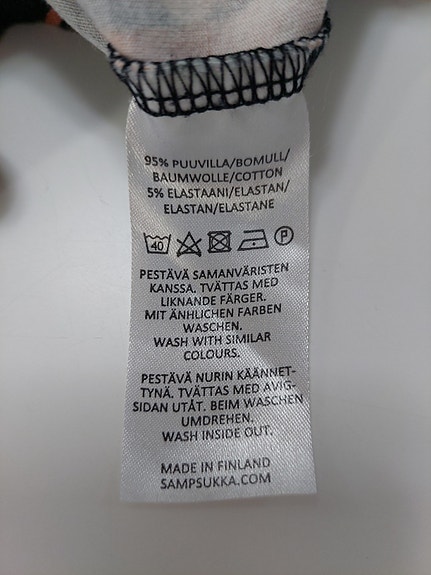 95% PUUVILLA/BOMULL/
BAUMWOLLE/COTTON
5% ELASTAANI/ELASTAN/
ELASTAN/ELASTANE
40 P
PESTÄVÄ SAMANVÄRISTEN
KANSSA. TVÄTTAS MED
LIKNANDE FÄRGER.
MIT ÄNHLICHEN FARBEN
WASCHEN.
WASH WITH SIMILAR
COLOURS.
PESTÄVÄ NURIN KÄÄNNET-
TYNÄ. TVÄTTAS MED AVIG-
SIDAN UTÅT. BEIM WASCHEN
UMDREHEN.
WASH INSIDE OUT.
MADE IN FINLAND
SAMPSUKKA.COM